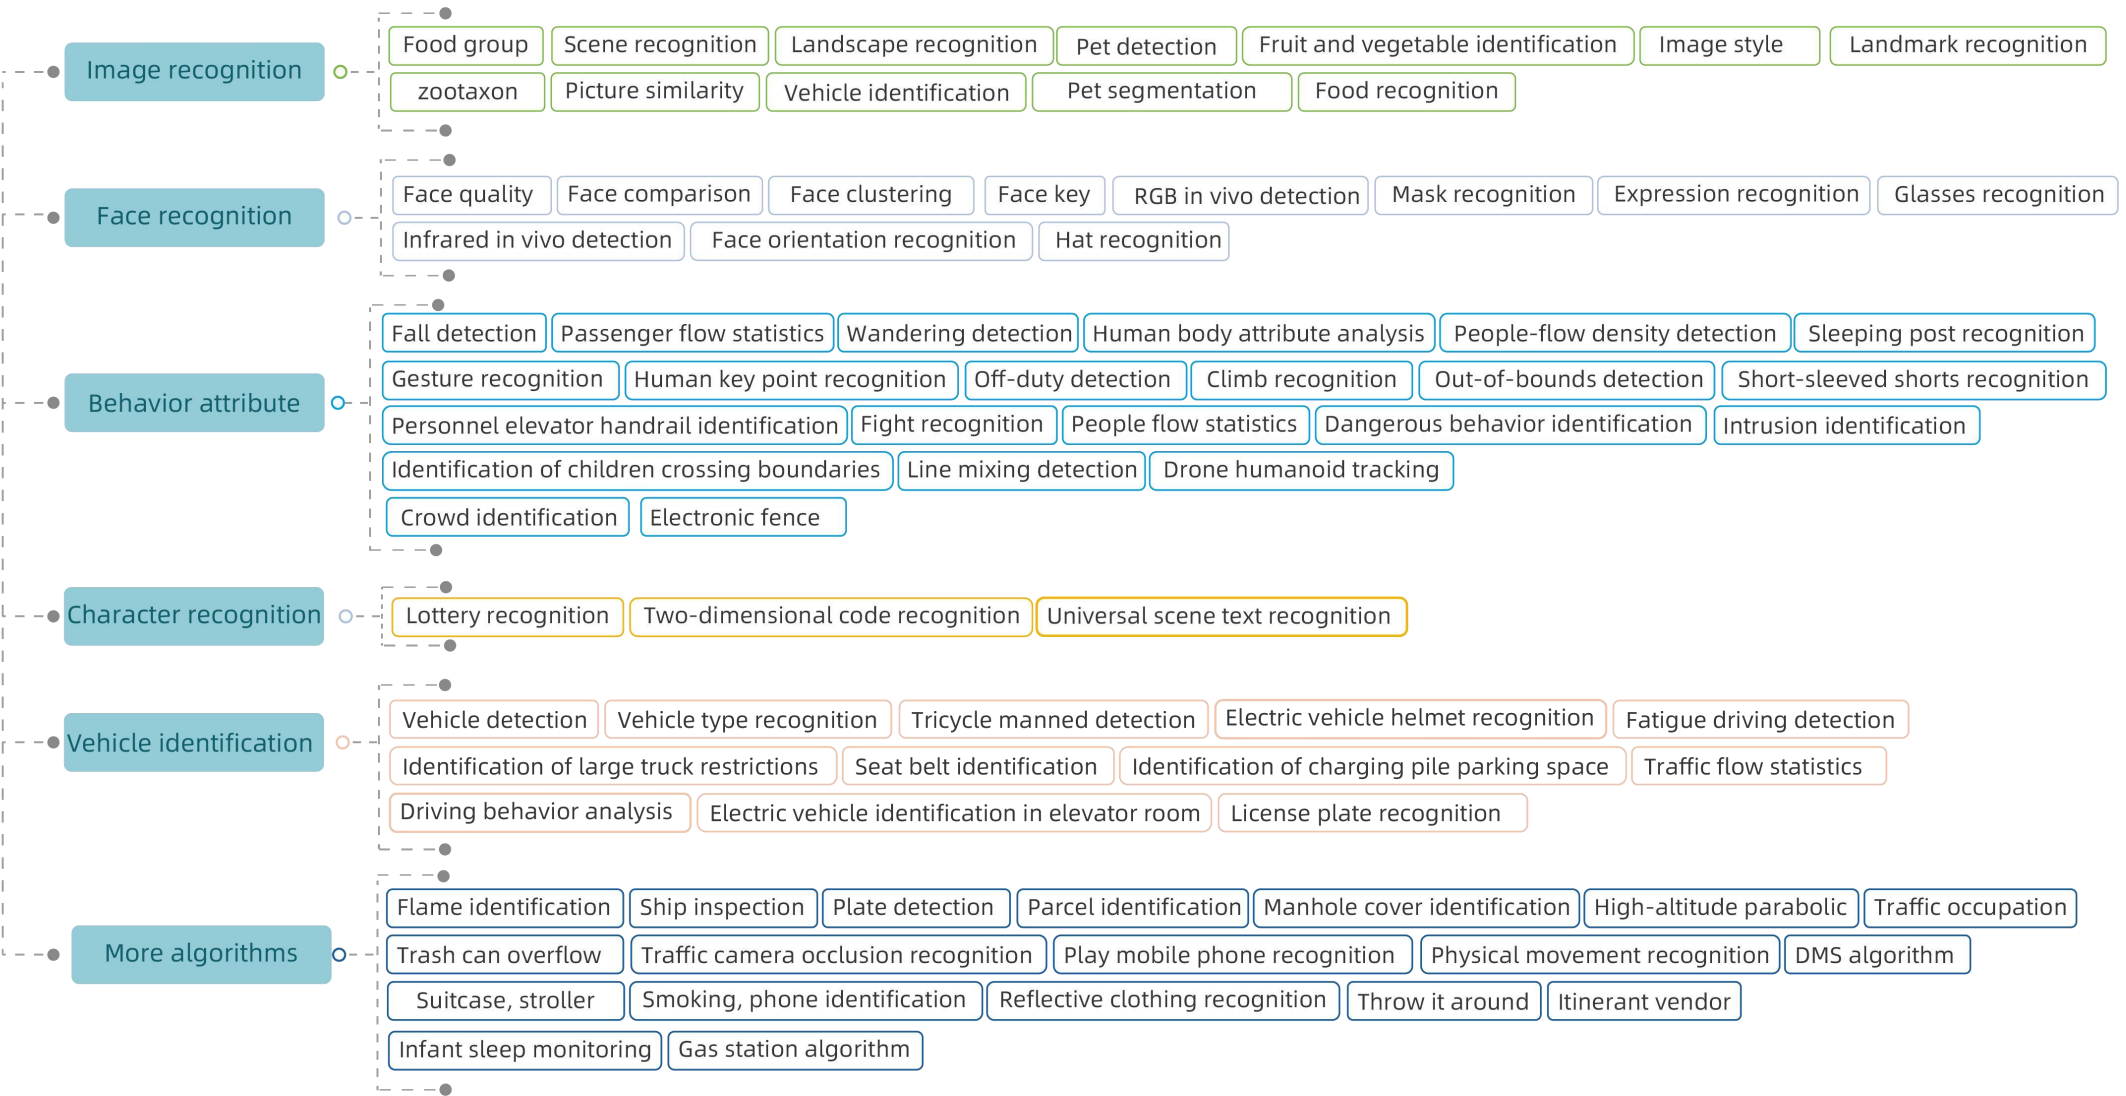 Image recognition
Food group
Scene recognition
Landscape recognition
Pet detection
Fruit and vegetable identification
Image style
Landmark recognition
zootaxon
Picture similarity
Vehicle identification
Pet segmentation
Food recognition
Face recognition
Face quality
Face comparison
Face clustering
Face key
RGB in vivo detection
Mask recognition
Expression recognition
Glasses recognition
Infrared in vivo detection
Face orientation recognition
Hat recognition
Behavior attribute
Fall detection
Passenger flow statistics
Wandering detection
Human body attribute analysis
People-flow density detection
Sleeping post recognition
Gesture recognition
Human key point recognition
Off-duty detection
Climb recognition
Out-of-bounds detection
Short-sleeved shorts recognition
Personnel elevator handrail identification
Fight recognition
People flow statistics
Dangerous behavior identification
Intrusion identification
Identification of children crossing boundaries
Line mixing detection
Drone humanoid tracking
Crowd identification
Electronic fence
Character recognition
Lottery recognition
Two-dimensional code recognition
Universal scene text recognition
Vehicle identification
Vehicle detection
Vehicle type recognition
Tricycle manned detection
Electric vehicle helmet recognition
Fatigue driving detection
Identification of large truck restrictions
Seat belt identification
Identification of charging pile parking space
Traffic flow statistics
Driving behavior analysis
Electric vehicle identification in elevator room
License plate recognition
More algorithms
Flame identification
Ship inspection
Plate detection
Parcel identification
Manhole cover identification
High-altitude parabolic
Traffic occupation
Trash can overflow
Traffic camera occlusion recognition
Play mobile phone recognition
Physical movement recognition
DMS algorithm
Suitcase, stroller
Smoking, phone identification
Reflective clothing recognition
Throw it around
Itinerant vendor
Infant sleep monitoring
Gas station algorithm